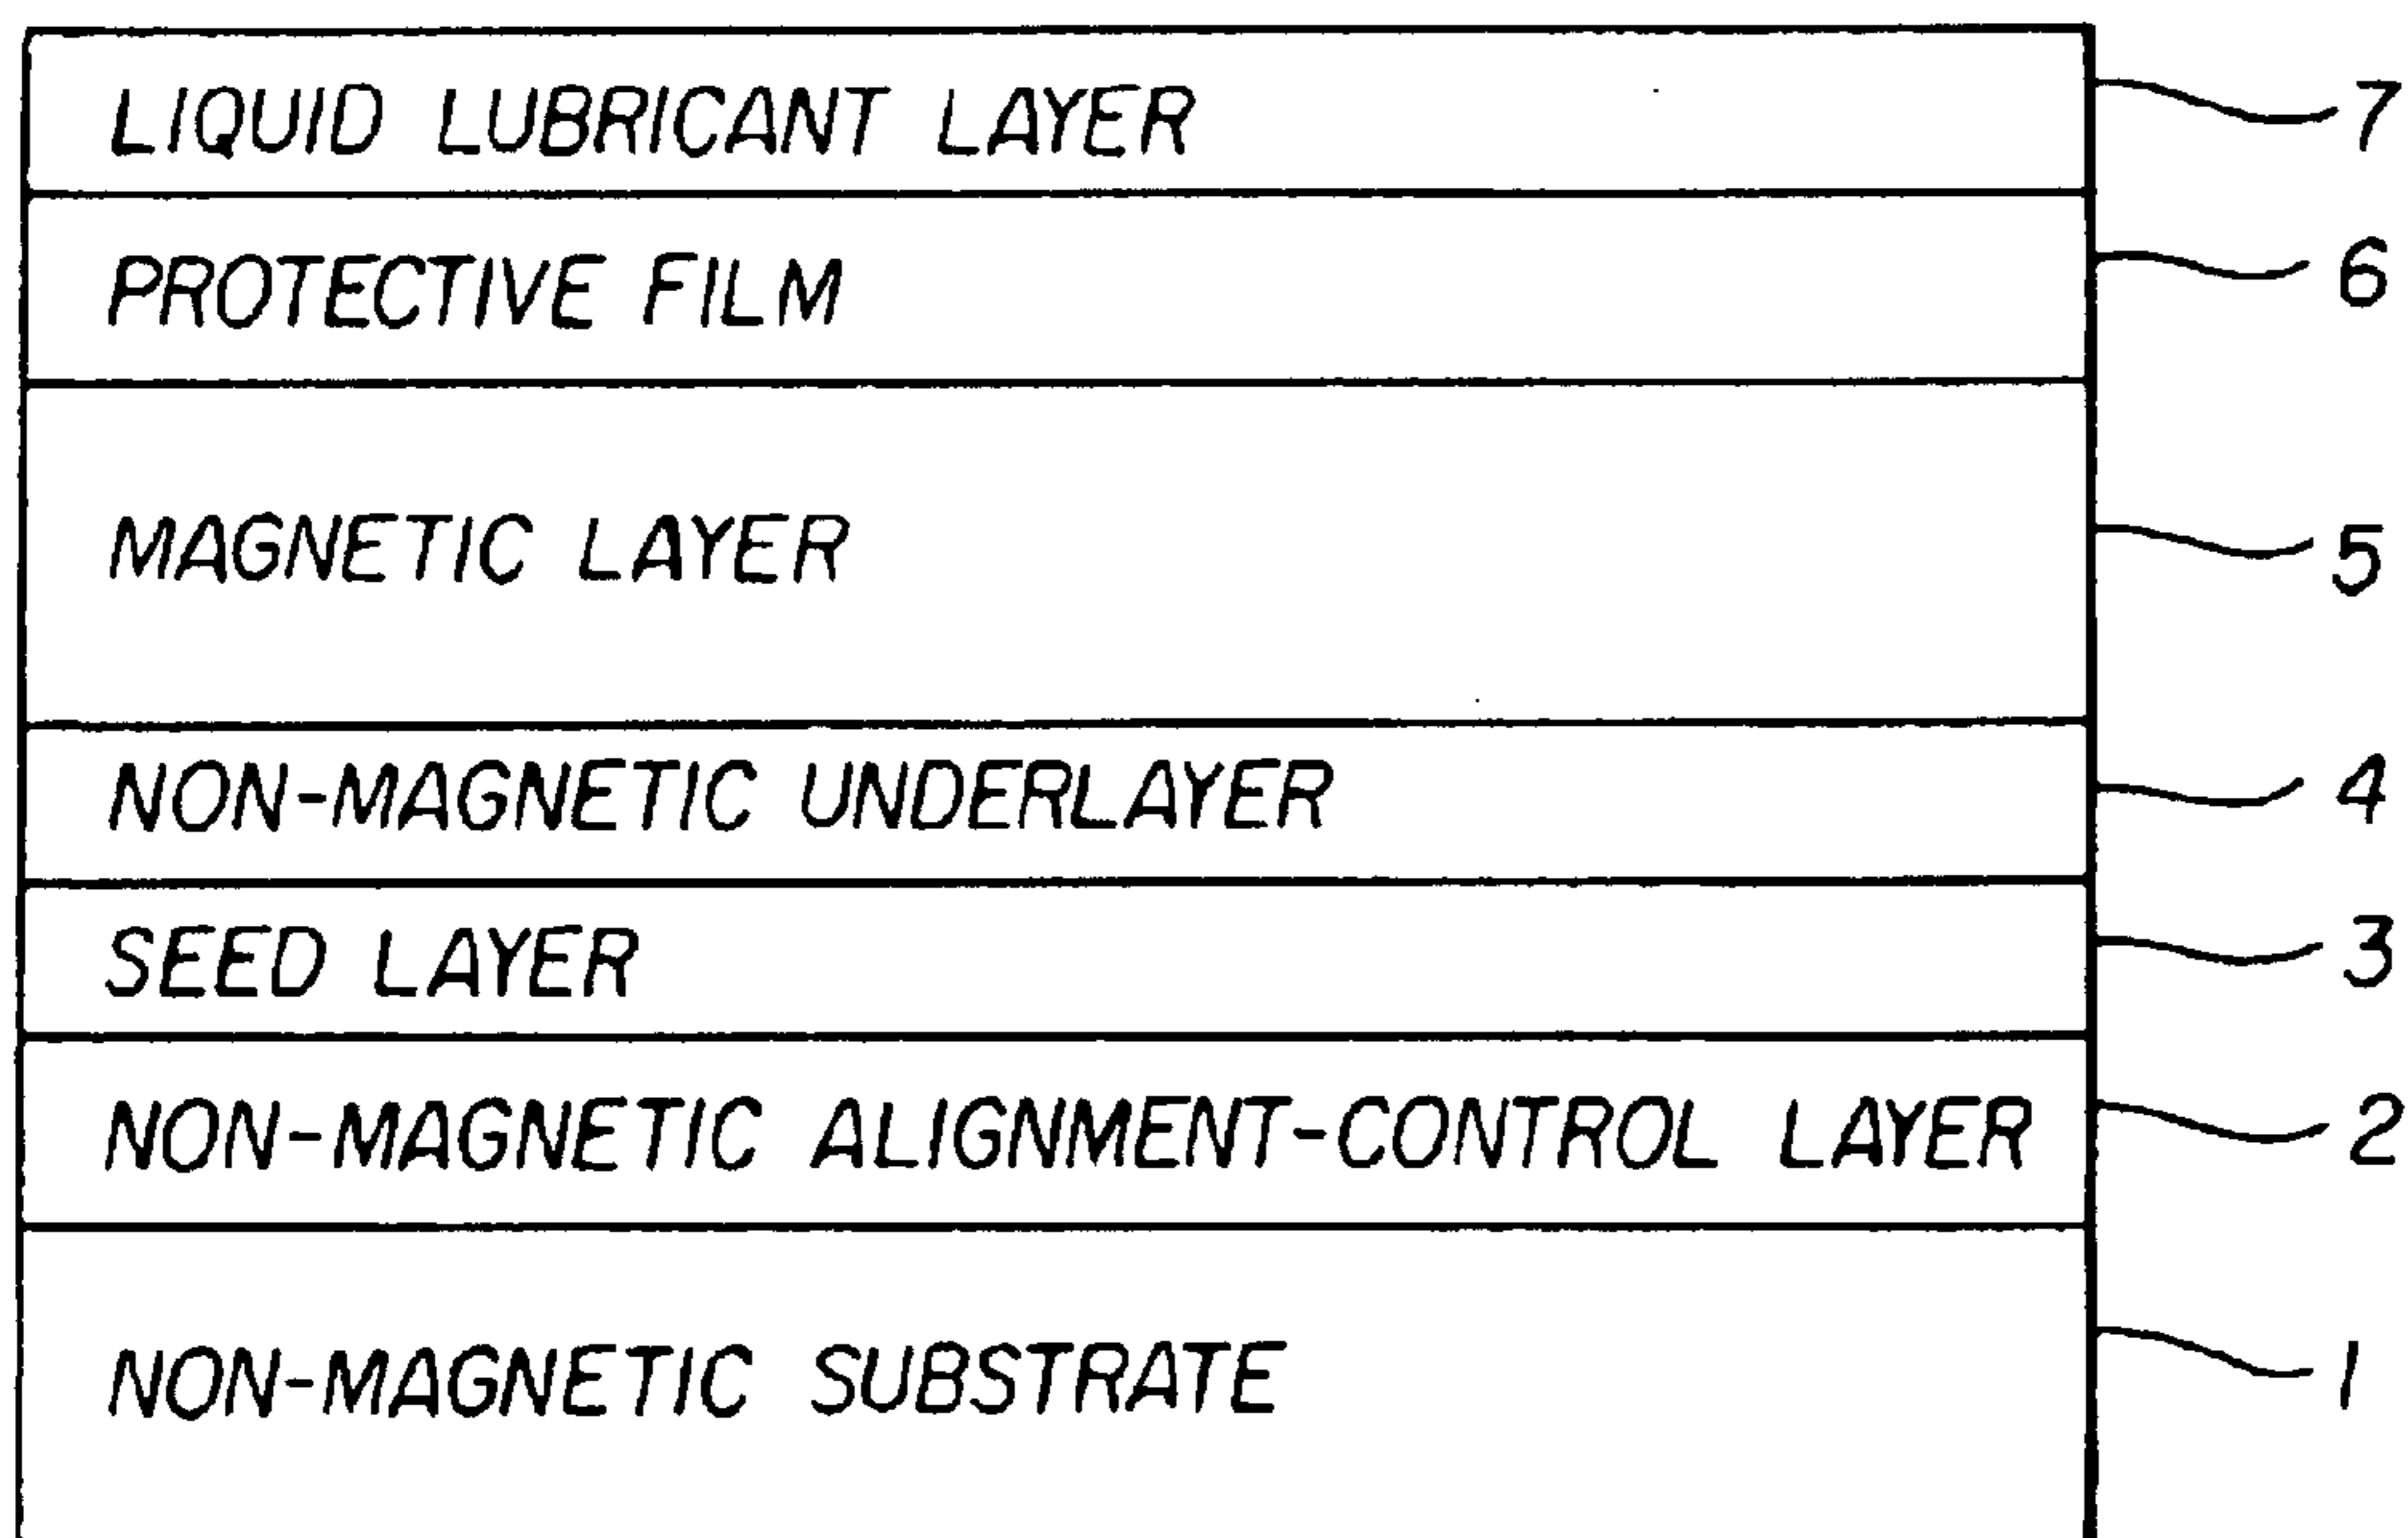 LIQUID LUBRICANT LAYER 7
PROTECTIVE FILM 6
MAGNETIC LAYER 5
NON-MAGNETIC UNDERLAYER 4
SEED LAYER 3
NON-MAGNETIC ALIGNMENT-CONTROL LAYER 2
NON-MAGNETIC SUBSTRATE 1